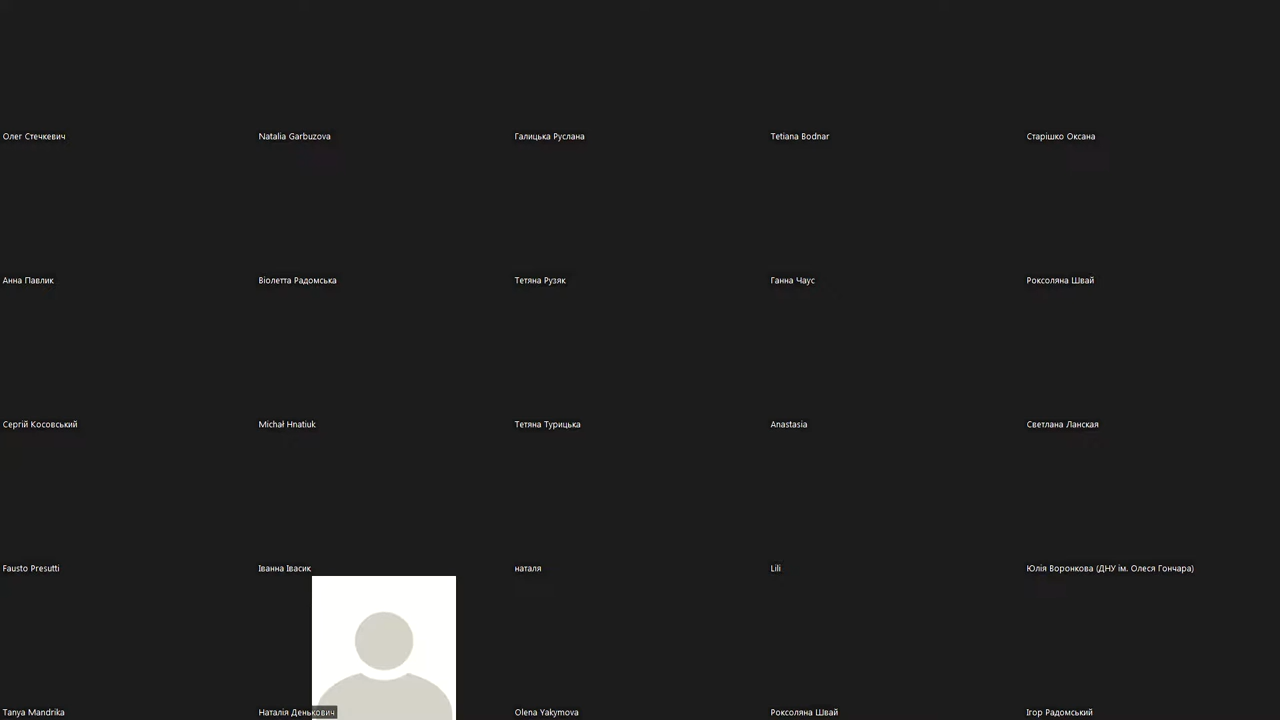 Олег Стечкевич
Natalia Garbuzova
Галицька Руслана
Tetiana Bodnar
Старішко Оксана
Анна Павлик
Віолетта Радомська
Тетяна Рузяк
Ганна Чаус
Роксоляна Швай
Сергій Косовський
Michał Hnatiuk
Тетяна Турицька
Anastasia
Светлана Ланская
Fausto Presutti
Іванна Івасик
наталя
Lili
Юлія Воронкова (ДНУ ім. Олеся Гончара)
Tanya Mandrika
Наталія Денькович
Olena Yakymova
Роксоляна Швай
Ігор Радомський